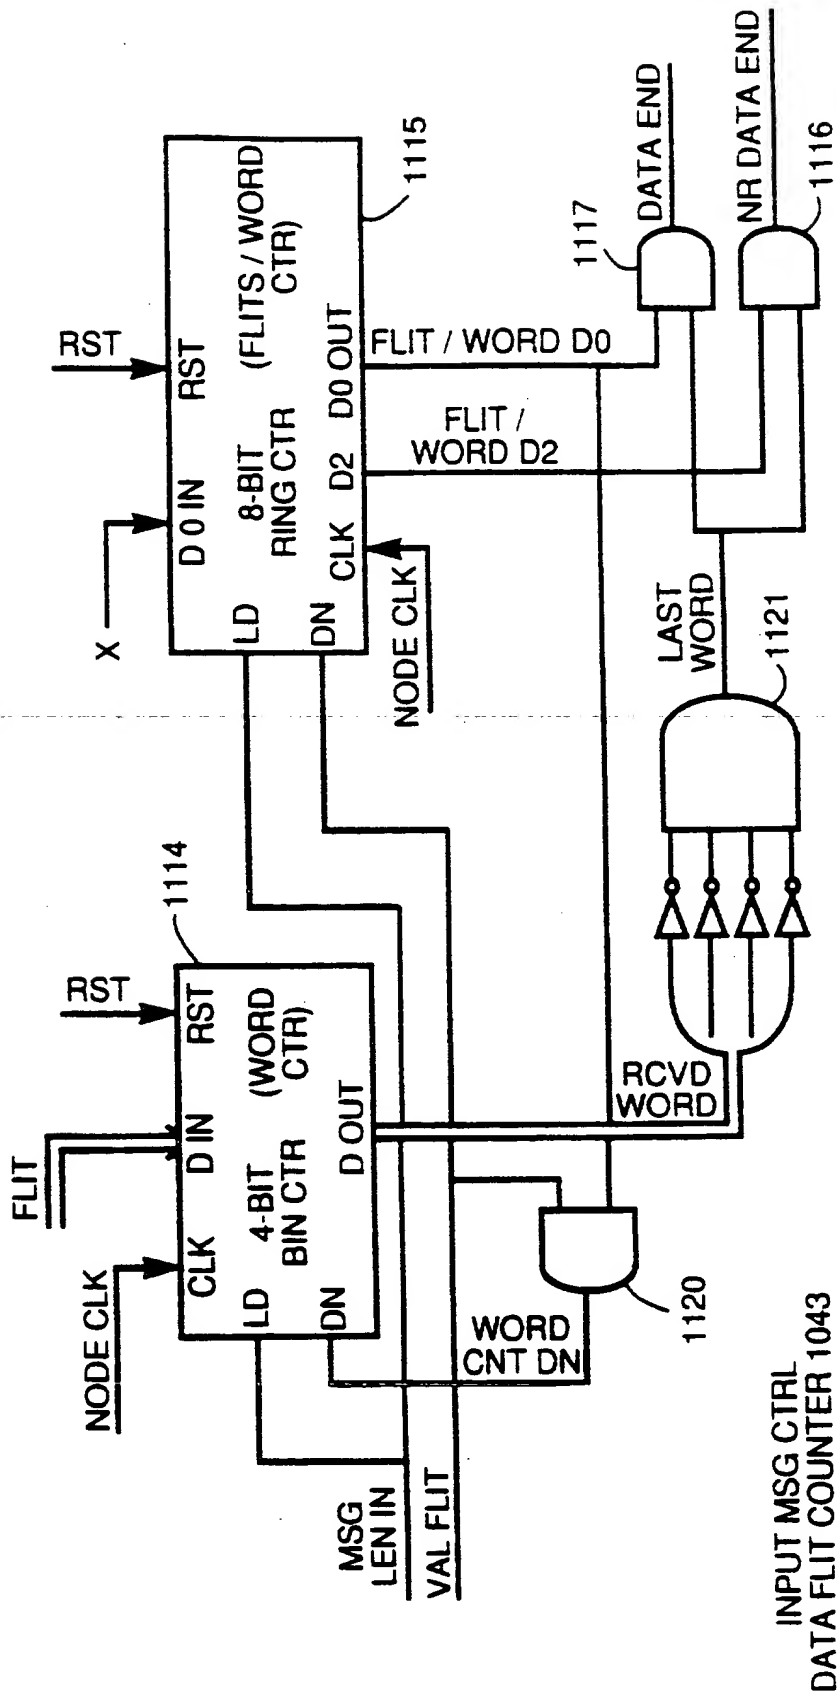 FLIT
NODE CLK
RST
CLK
D IN
RST
4-BIT
BIN CTR
(WORD
CTR)
LD
DN
D OUT
1114
X
RST
D 0 IN
RST
8-BIT
RING CTR
(FLITS / WORD
CTR)
LD
DN
CLK
D2
D0 OUT
1115
NODE CLK
FLIT / WORD D0
FLIT /
WORD D2
MSG
LEN IN
VAL FLIT
WORD
CNT DN
1120
RCVD
WORD
LAST
WORD
1121
1117
DATA END
NR DATA END
1116
INPUT MSG CTRL
DATA FLIT COUNTER 1043